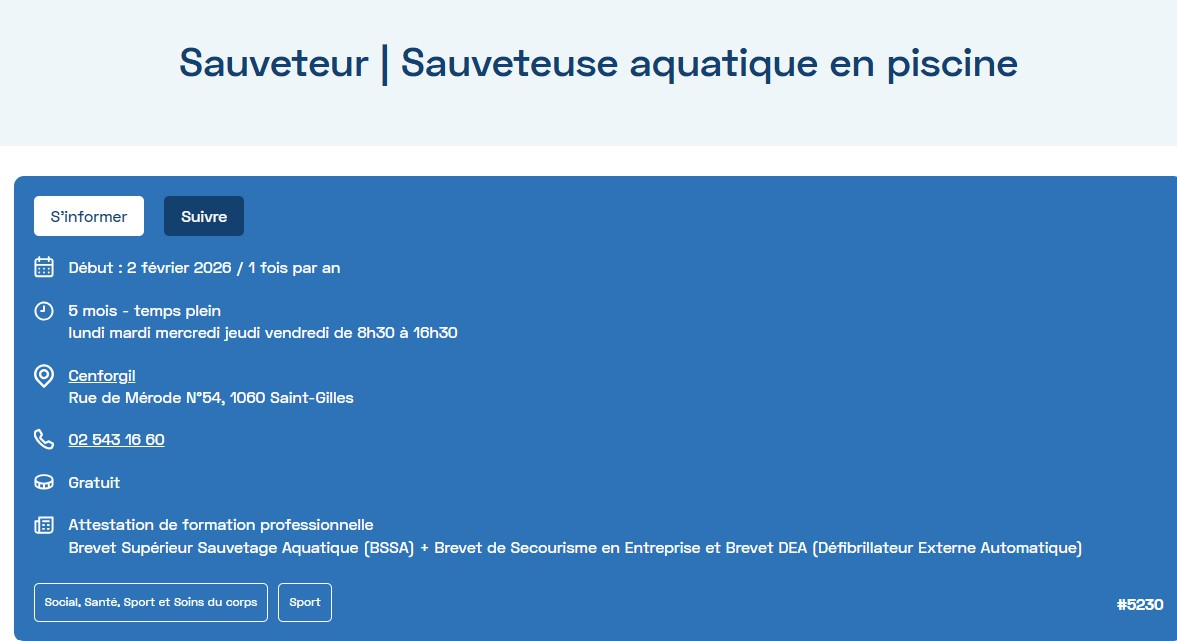 Sauveteur | Sauveteuse aquatique en piscine
S'informer
Suivre
Début : 2 février 2026 / 1 fois par an
5 mois - temps plein
lundi mardi mercredi jeudi vendredi de 8h30 à 16h30
Cenforgil
Rue de Mérode N°54, 1060 Saint-Gilles
02 543 16 60
Gratuit
Attestation de formation professionnelle
Brevet Supérieur Sauvetage Aquatique (BSSA) + Brevet de Secourisme en Entreprise et Brevet DEA (Défibrillateur Externe Automatique)
Social, Santé, Sport et Soins du corps
Sport
#5230